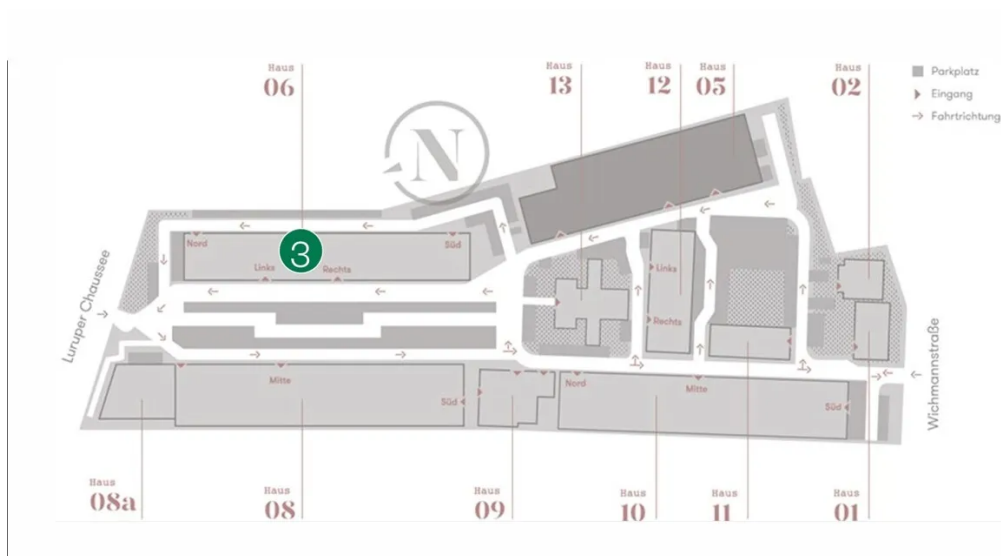 Haus
06
Haus
13
Haus
12
Haus
05
Haus
02
Parkplatz
Eingang
Fahrtrichtung
N
Nord
Süd
3
Links
Rechts
Links
Rechts
Luruper Chaussee
Wichmannstraße
Mitte
Süd
Nord
Mitte
Süd
Haus
08a
Haus
08
Haus
09
Haus
10
Haus
11
Haus
01